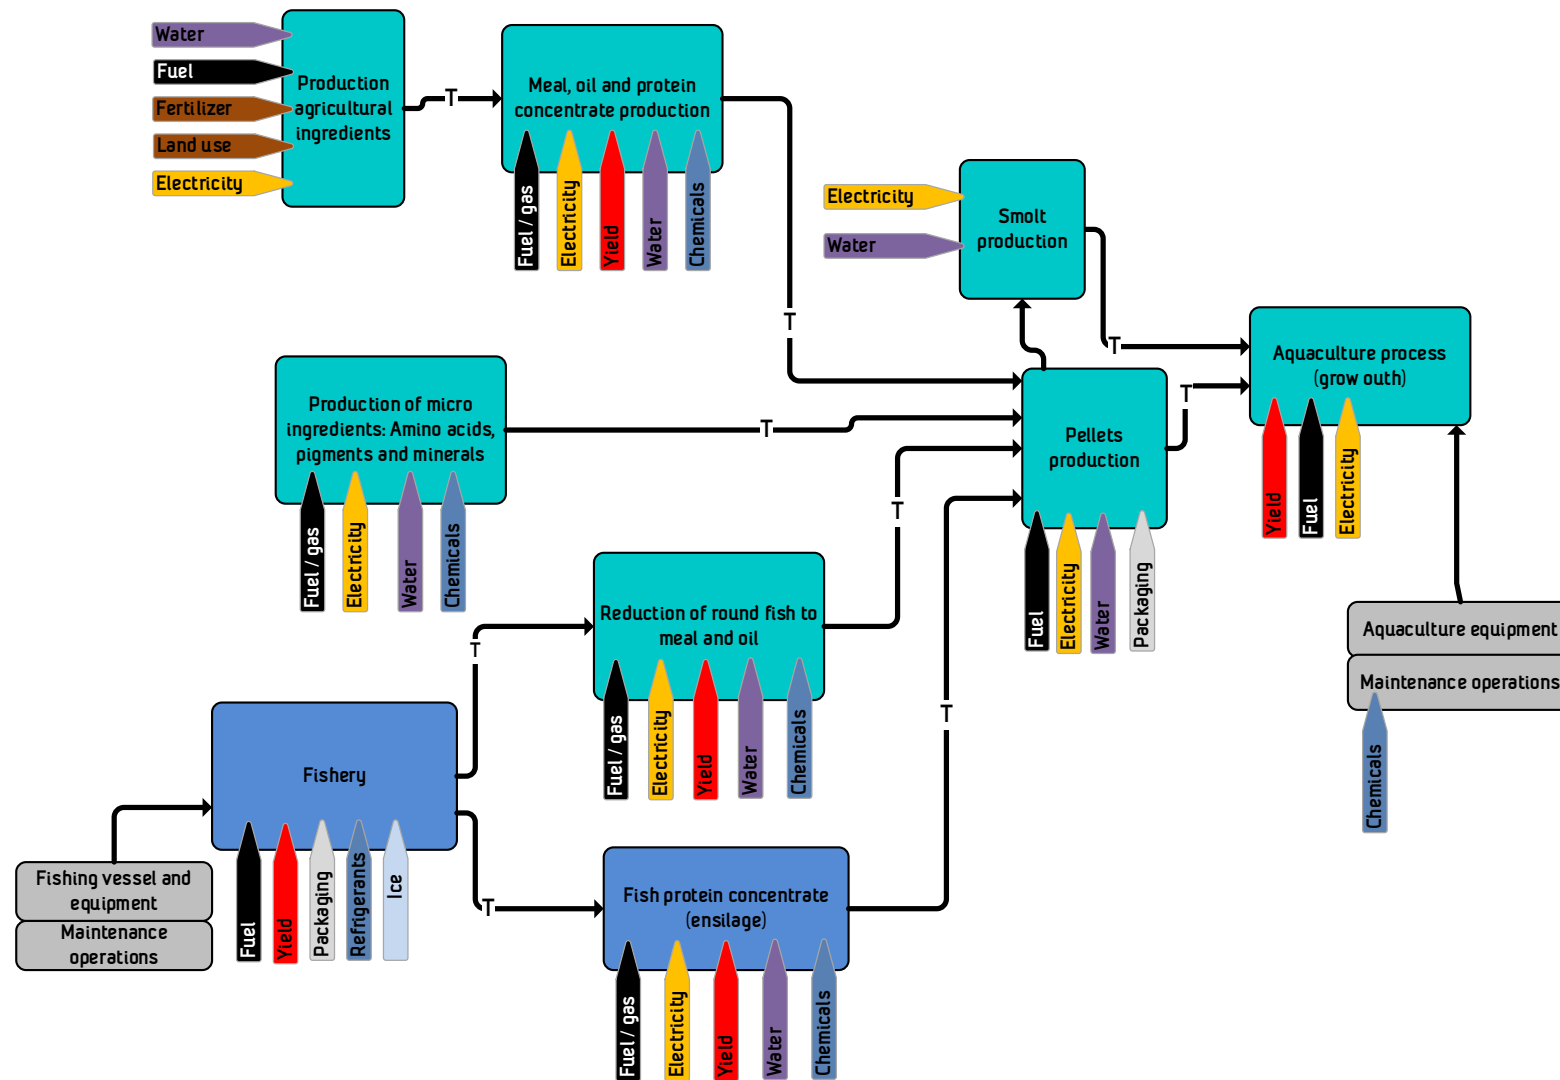 Water
Fuel
Fertilizer
Land use
Electricity
Production
agricultural
ingredients
T
Meal, oil and protein
concentrate production
Fuel / gas
Electricity
Yield
Water
Chemicals
T
Electricity
Water
Smolt
production
T
Aquaculture process
(grow outh)
Yield
Fuel
Electricity
Production of micro
ingredients: Amino acids,
pigments and minerals
Fuel / gas
Electricity
Water
Chemicals
T
Pellets
production
T
Fuel
Electricity
Water
Packaging
Reduction of round fish to
meal and oil
Fuel / gas
Electricity
Yield
Water
Chemicals
T
T
Aquaculture equipment
Maintenance operations
Chemicals
Fishery
Fuel
Yield
Packaging
Refrigerants
Ice
T
Fishing vessel and
equipment
Maintenance
operations
T
Fish protein concentrate
(ensilage)
Fuel / gas
Electricity
Yield
Water
Chemicals